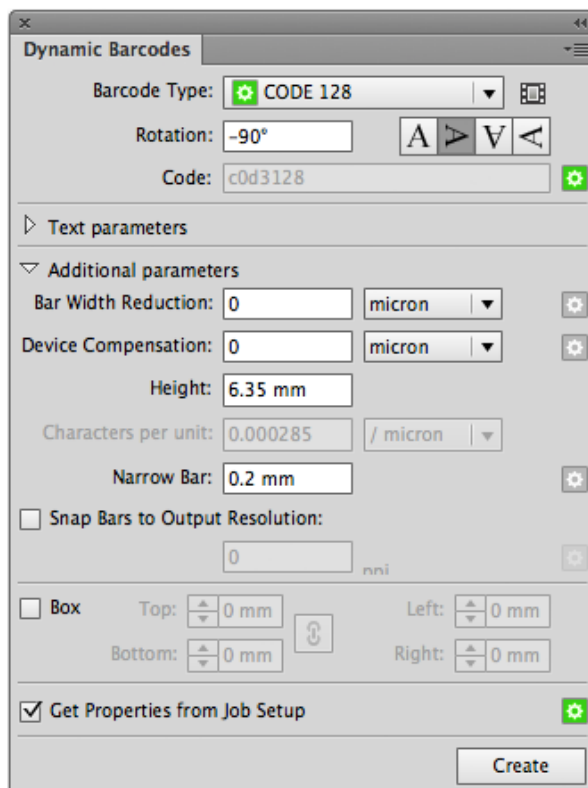 Dynamic Barcodes
Barcode Type: CODE 128
Rotation: -90° A A A A
Code: c0d3128
Text parameters
Additional parameters
Bar Width Reduction: 0 micron
Device Compensation: 0 micron
Height: 6.35 mm
Characters per unit: 0.000285 / micron
Narrow Bar: 0.2 mm
Snap Bars to Output Resolution:
0 ppi
Box Top: 0 mm Left: 0 mm
Bottom: 0 mm Right: 0 mm
Get Properties from Job Setup
Create